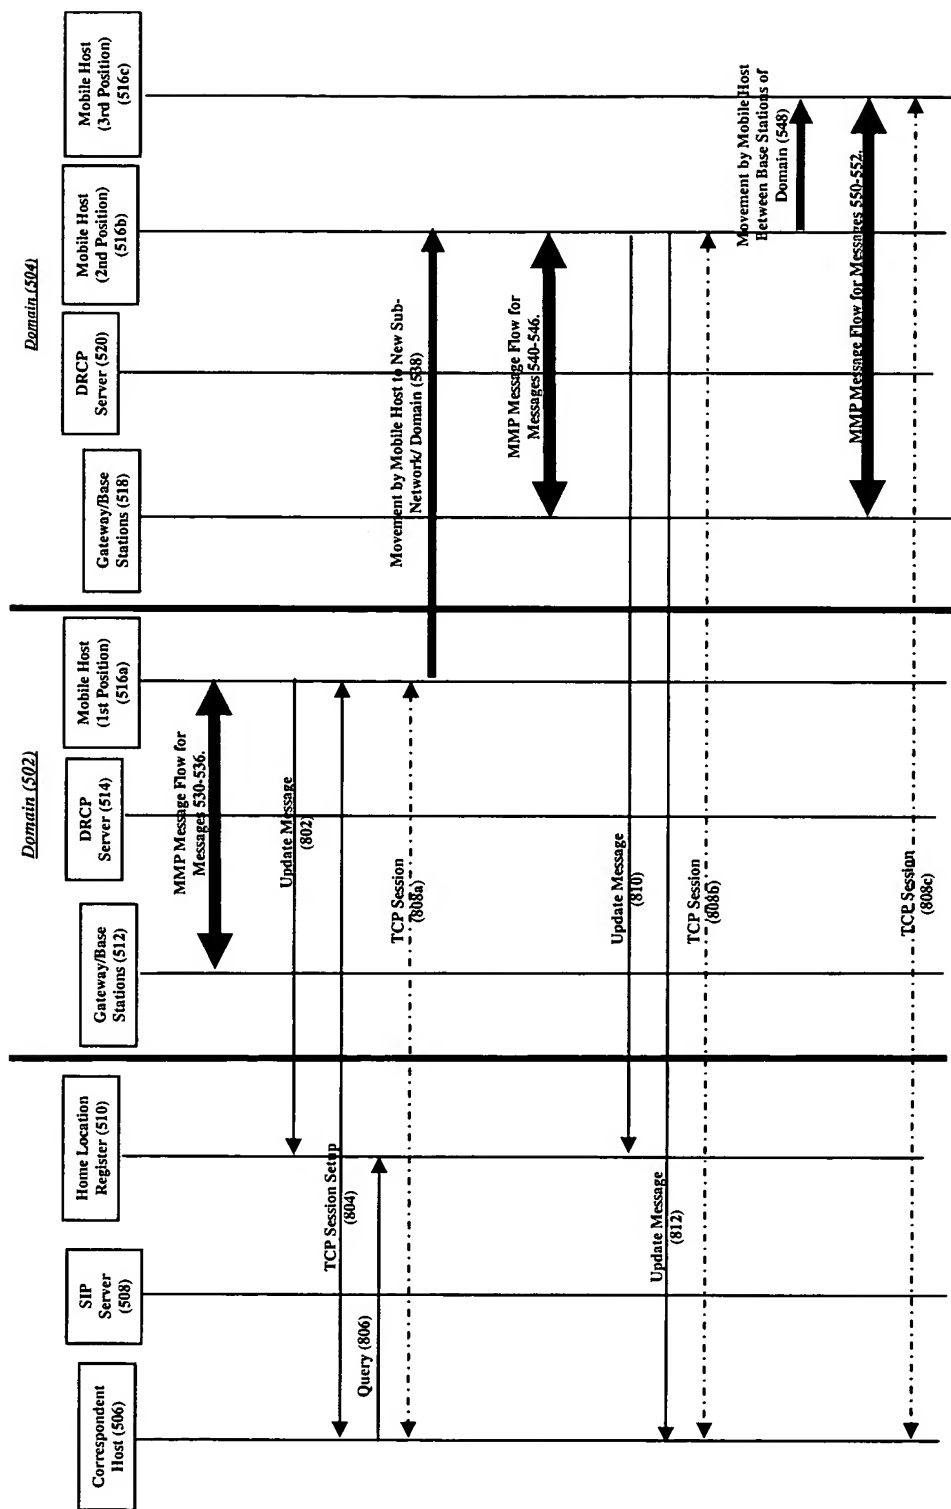 Domain (502)
Domain (504)
Correspondent
Host (506)
SIP
Server
(508)
Home Location
Register (510)
Gateway/Base
Stations (512)
DRCP
Server
(514)
Mobile Host
(1st Position)
(516a)
Gateway/Base
Stations (518)
DRCP
Server (520)
Mobile Host
(2nd Position)
(516b)
Mobile Host
(3rd Position)
(516c)
MMP Message Flow for
Messages 530-536.
Update Message
(802)
TCP Session Setup
(804)
Query (806)
TCP Session
(808a)
Movement by Mobile Host to New Sub-
Network/ Domain (538)
MMP Message Flow for
Messages 540-546.
Update Message
(810)
Update Message
(812)
TCP Session
(808b)
Movement by Mobile Host
Between Base Stations of
Domain (548)
MMP Message Flow for Messages 550-552.
TCP Session
(808c)